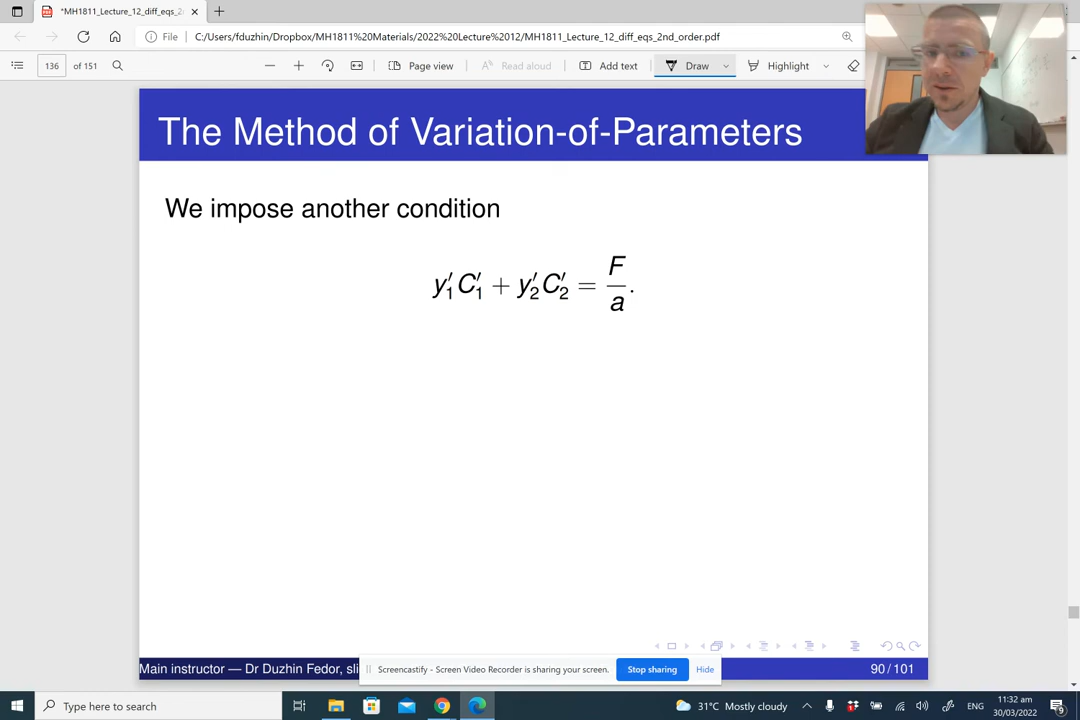 *MH1811_Lecture_12_diff_eqs_2
File
C:/Users/fduzhin/Dropbox/MH1811%20Materials/2022%20Lecture%2012/MH1811_Lecture_12_diff_eqs_2nd_order.pdf
136 of 151
Page view
Read aloud
Add text
Draw
Highlight
The Method of Variation-of-Parameters
We impose another condition
y′₁C′₁ + y′₂C′₂ = F/a.
Main instructor — Dr Duzhin Fedor, sli
90 / 101
Screencastify - Screen Video Recorder is sharing your screen.
Stop sharing
Hide
Type here to search
31°C Mostly cloudy
ENG
11:32 am
30/03/2022
9